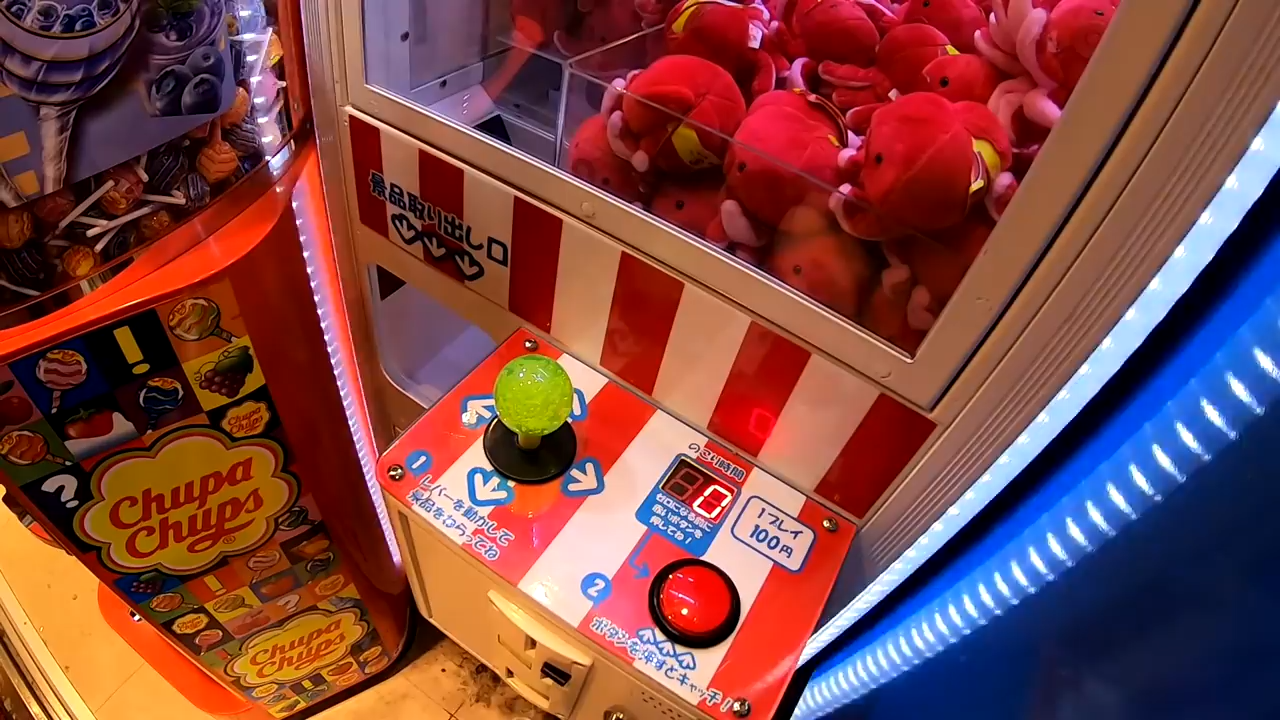 景品取り出し口
!
Chupa Chups
?
Chupa
Chups
®
Chupa
Chups
1
レバーを動かして
景品をねらってね
のこり時間
0
ゼロになる前に
赤いボタンを
押してね!
1プレイ
100円
2
ボタンを押すとキャッチ!